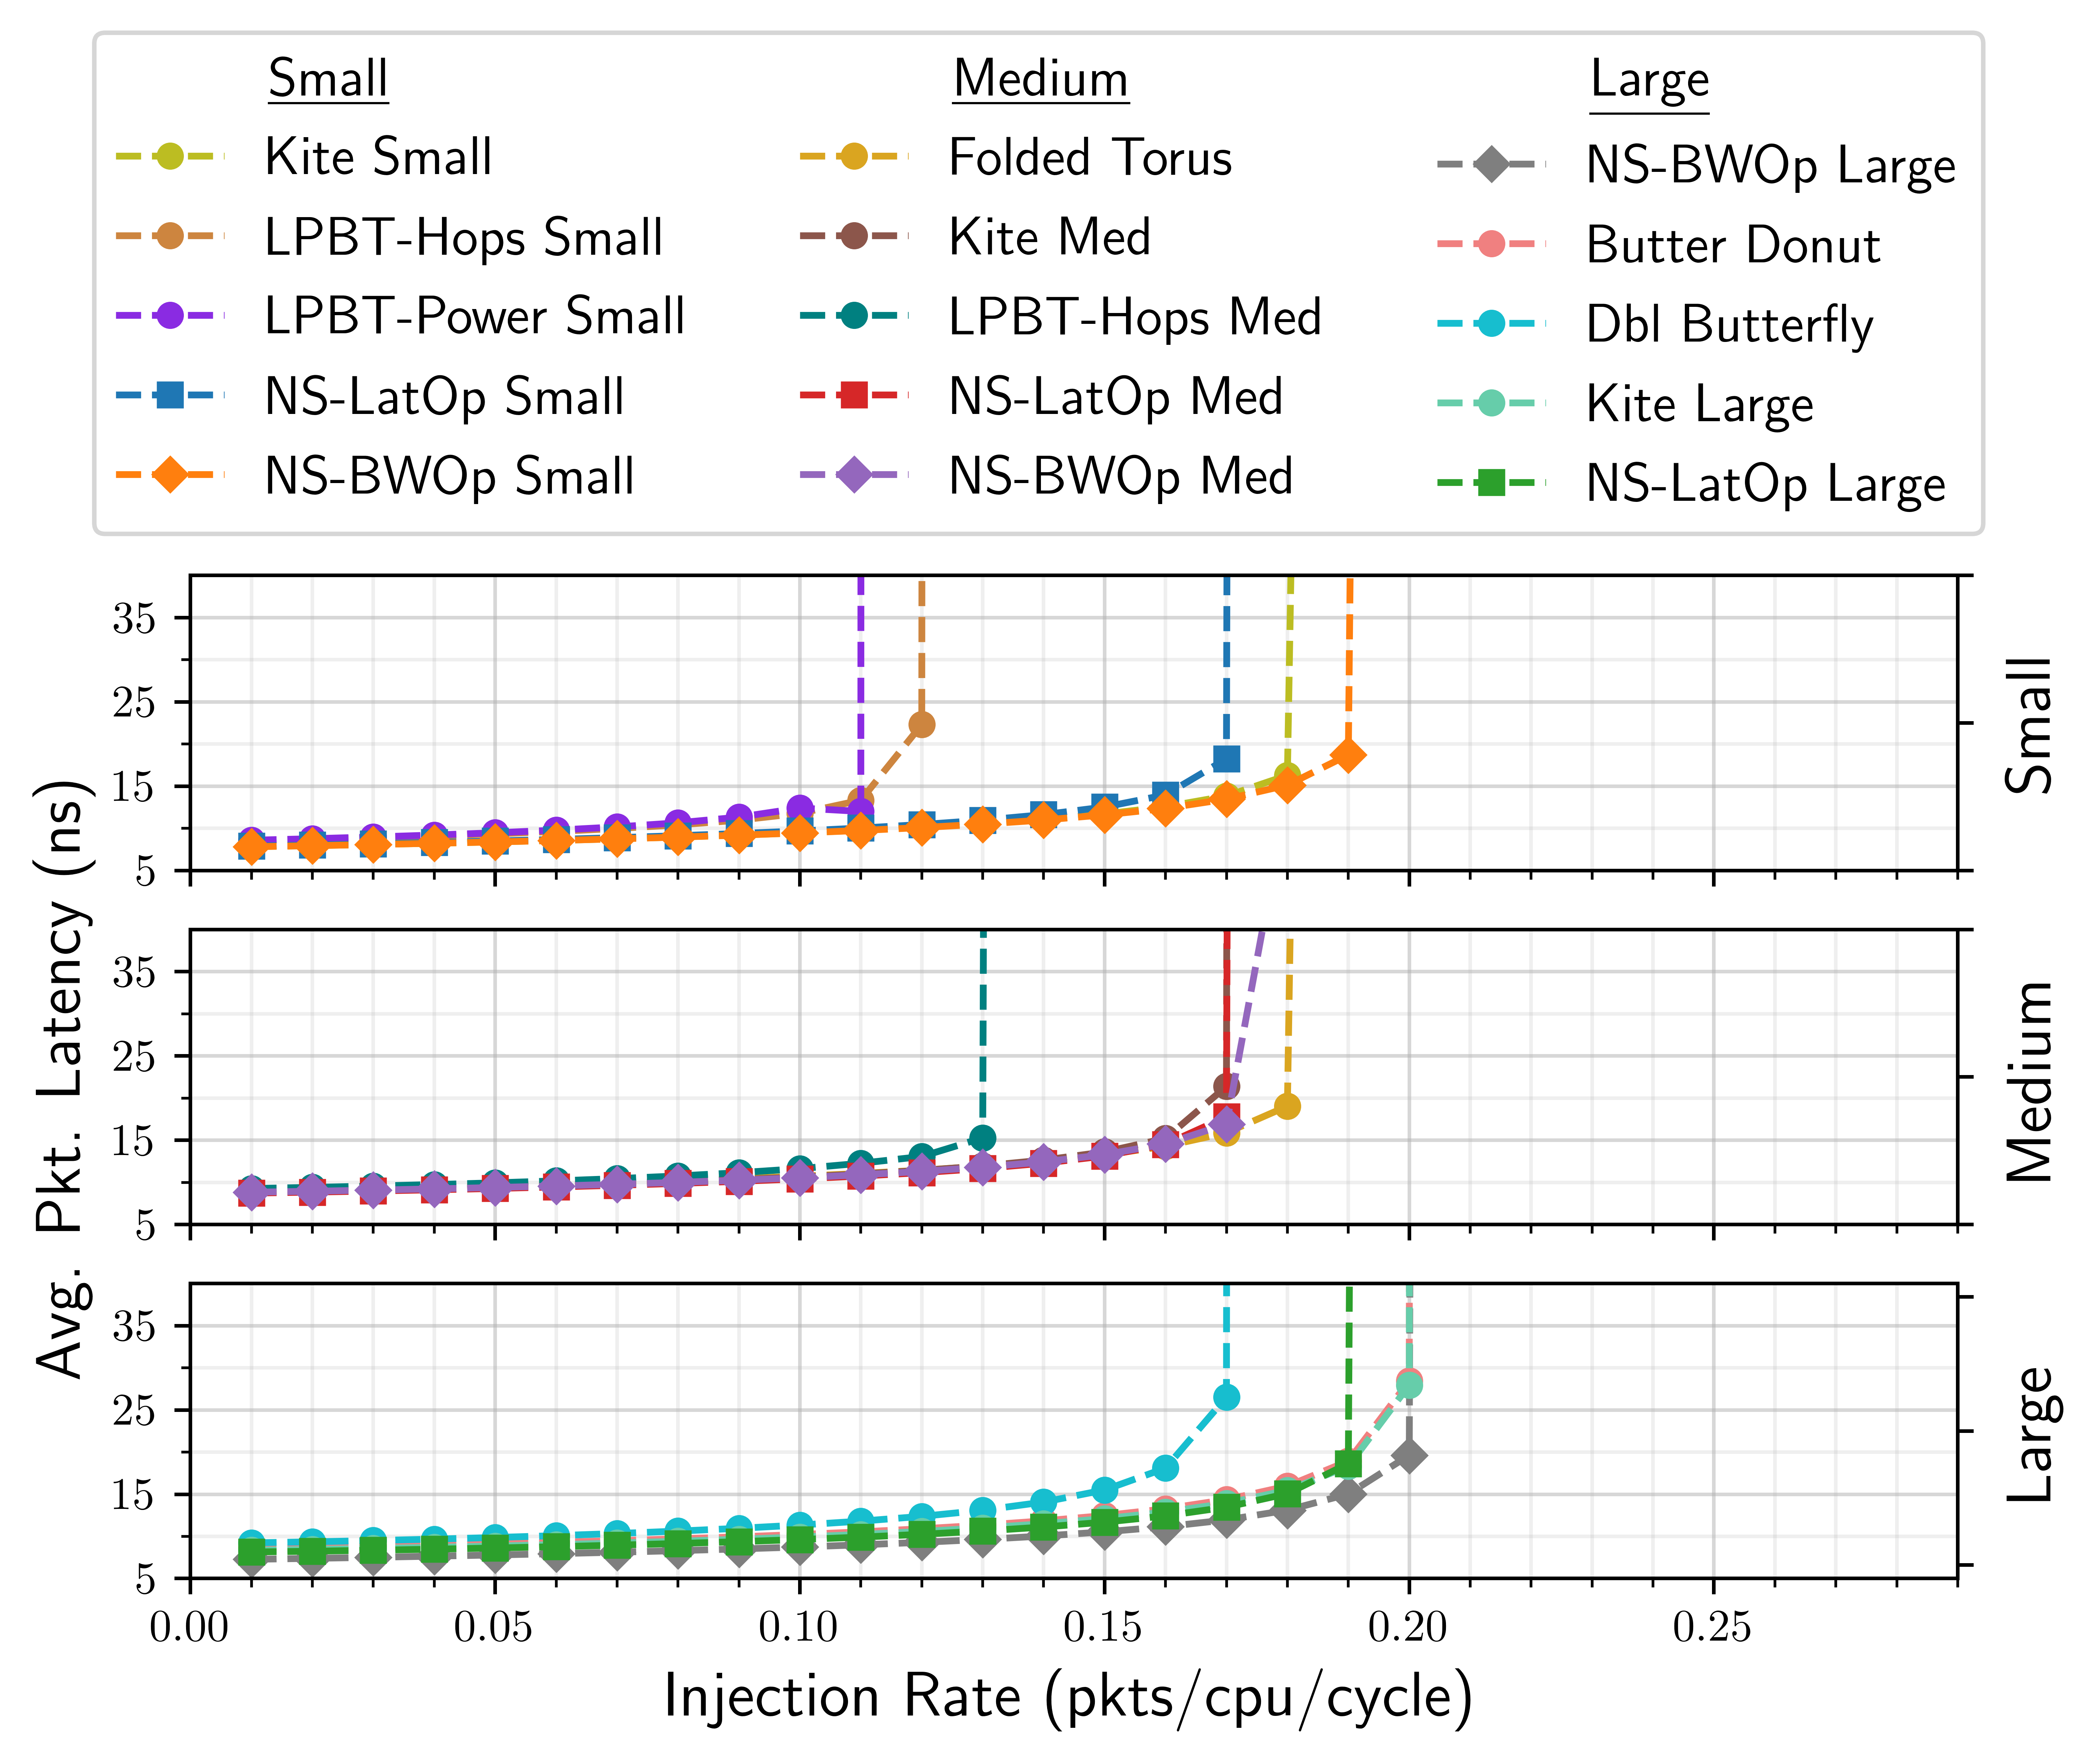 Small
Kite Small
LPBT-Hops Small
LPBT-Power Small
NS-LatOp Small
NS-BWOp Small
Medium
Folded Torus
Kite Med
LPBT-Hops Med
NS-LatOp Med
NS-BWOp Med
Large
NS-BWOp Large
Butter Donut
Dbl Butterfly
Kite Large
NS-LatOp Large
Avg. Pkt. Latency (ns)
35
25
15
5
Small
35
25
15
5
Medium
35
25
15
5
Large
0.00 0.05 0.10 0.15 0.20 0.25
Injection Rate (pkts/cpu/cycle)